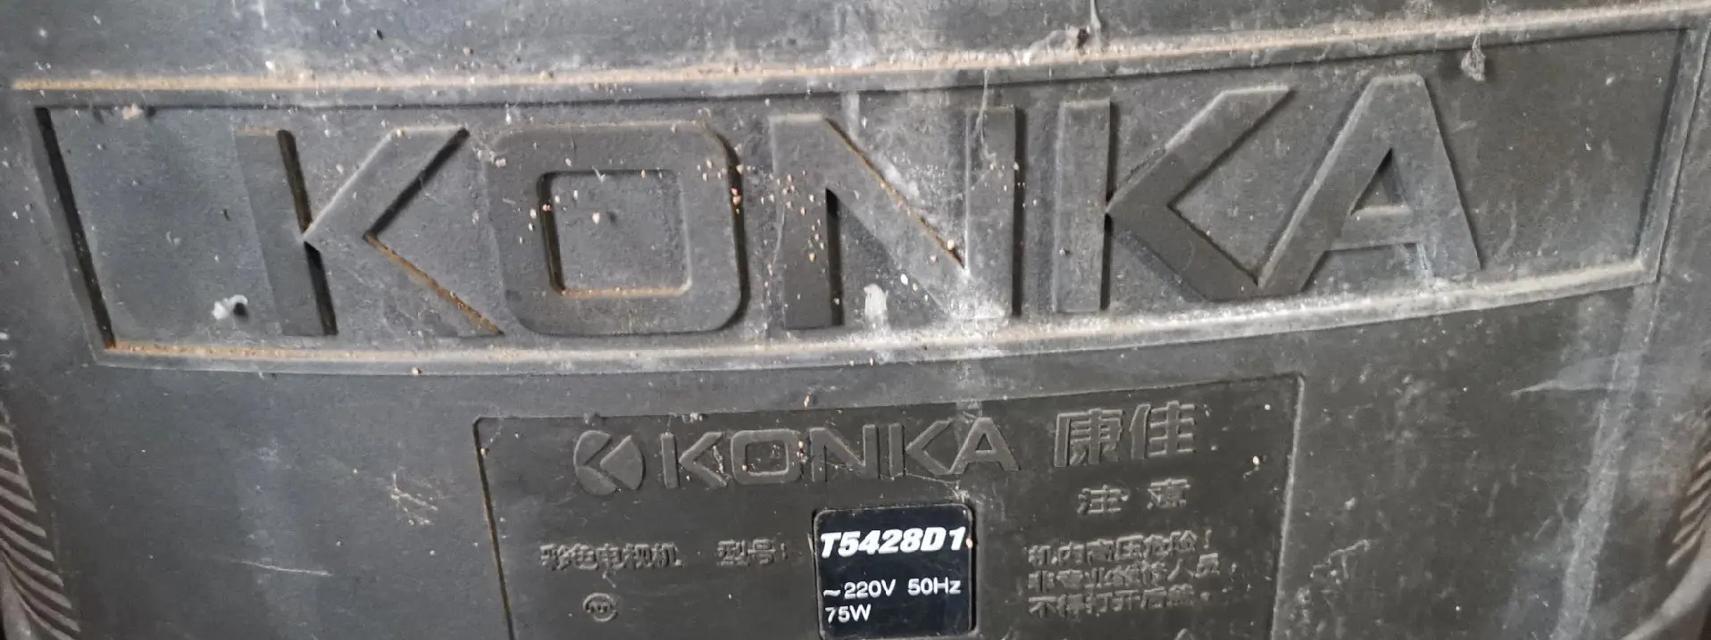 KONKA
KONKA 康佳
注意
彩色电视机 型号: T5428D1
~220V 50Hz
75W
机内高压危险!
非专业维修人员
不得打开后盖。